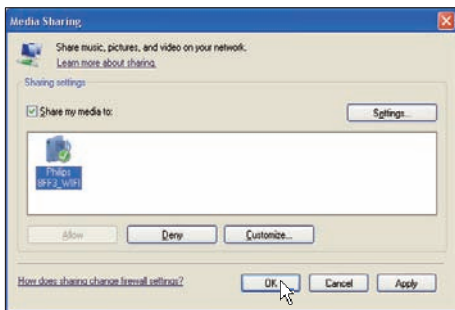 Media Sharing
Share music, pictures, and video on your network.
Learn more about sharing.
Sharing settings
Share my media to:
Settings...
Philips
8FF3_WIFI
Allow
Deny
Customize...
How does sharing change firewall settings?
OK
Cancel
Apply